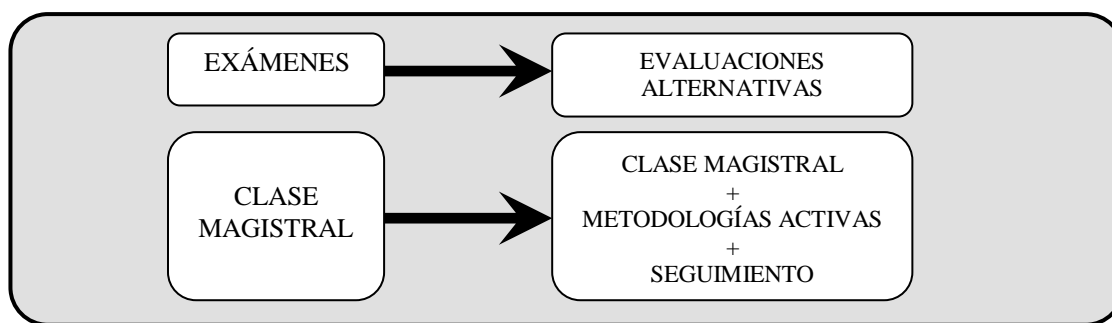 EXÁMENES
EVALUACIONES
ALTERNATIVAS
CLASE
MAGISTRAL
CLASE MAGISTRAL
+
METODOLOGÍAS ACTIVAS
+
SEGUIMIENTO